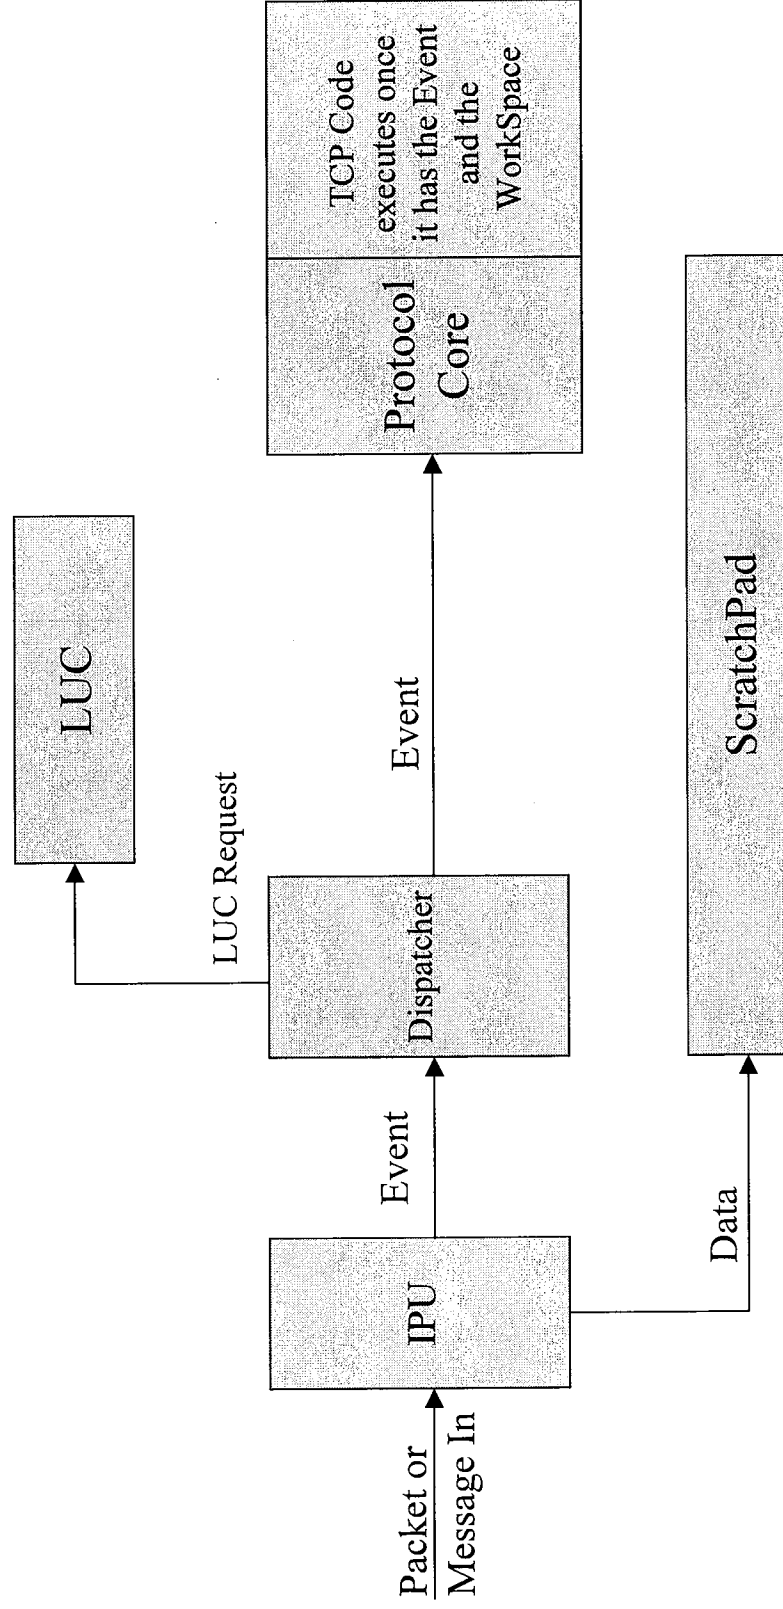 LUC
LUC Request
Packet or
Message In
IPU
Event
Dispatcher
Event
Protocol
Core
TCP Code
executes once
it has the Event
and the
WorkSpace
Data
ScratchPad